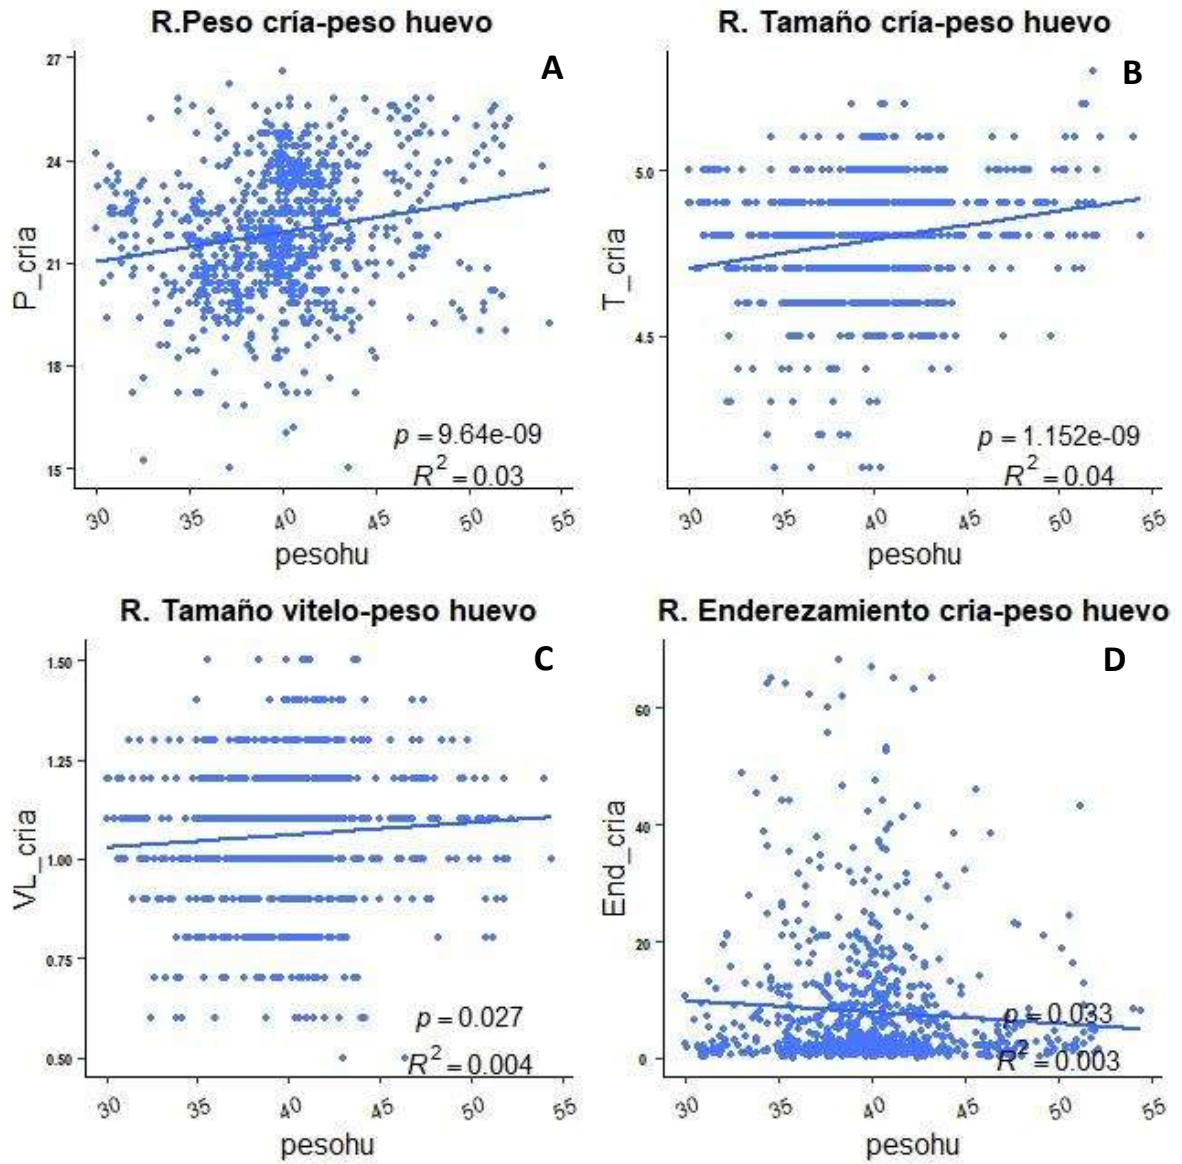 R.Peso cría-peso huevo
A
P_cria
27
24
21
18
15
p = 9.64e-09
R² = 0.03
30 35 40 45 50 55
pesohu
R. Tamaño cría-peso huevo
B
T_cria
5.0
4.5
p = 1.152e-09
R² = 0.04
30 35 40 45 50 55
pesohu
R. Tamaño vitelo-peso huevo
C
VL_cria
1.50
1.25
1.00
0.75
0.50
p = 0.027
R² = 0.004
30 35 40 45 50 55
pesohu
R. Enderezamiento cría-peso huevo
D
End_cria
60
40
20
0
p = 0.033
R² = 0.003
30 35 40 45 50 55
pesohu